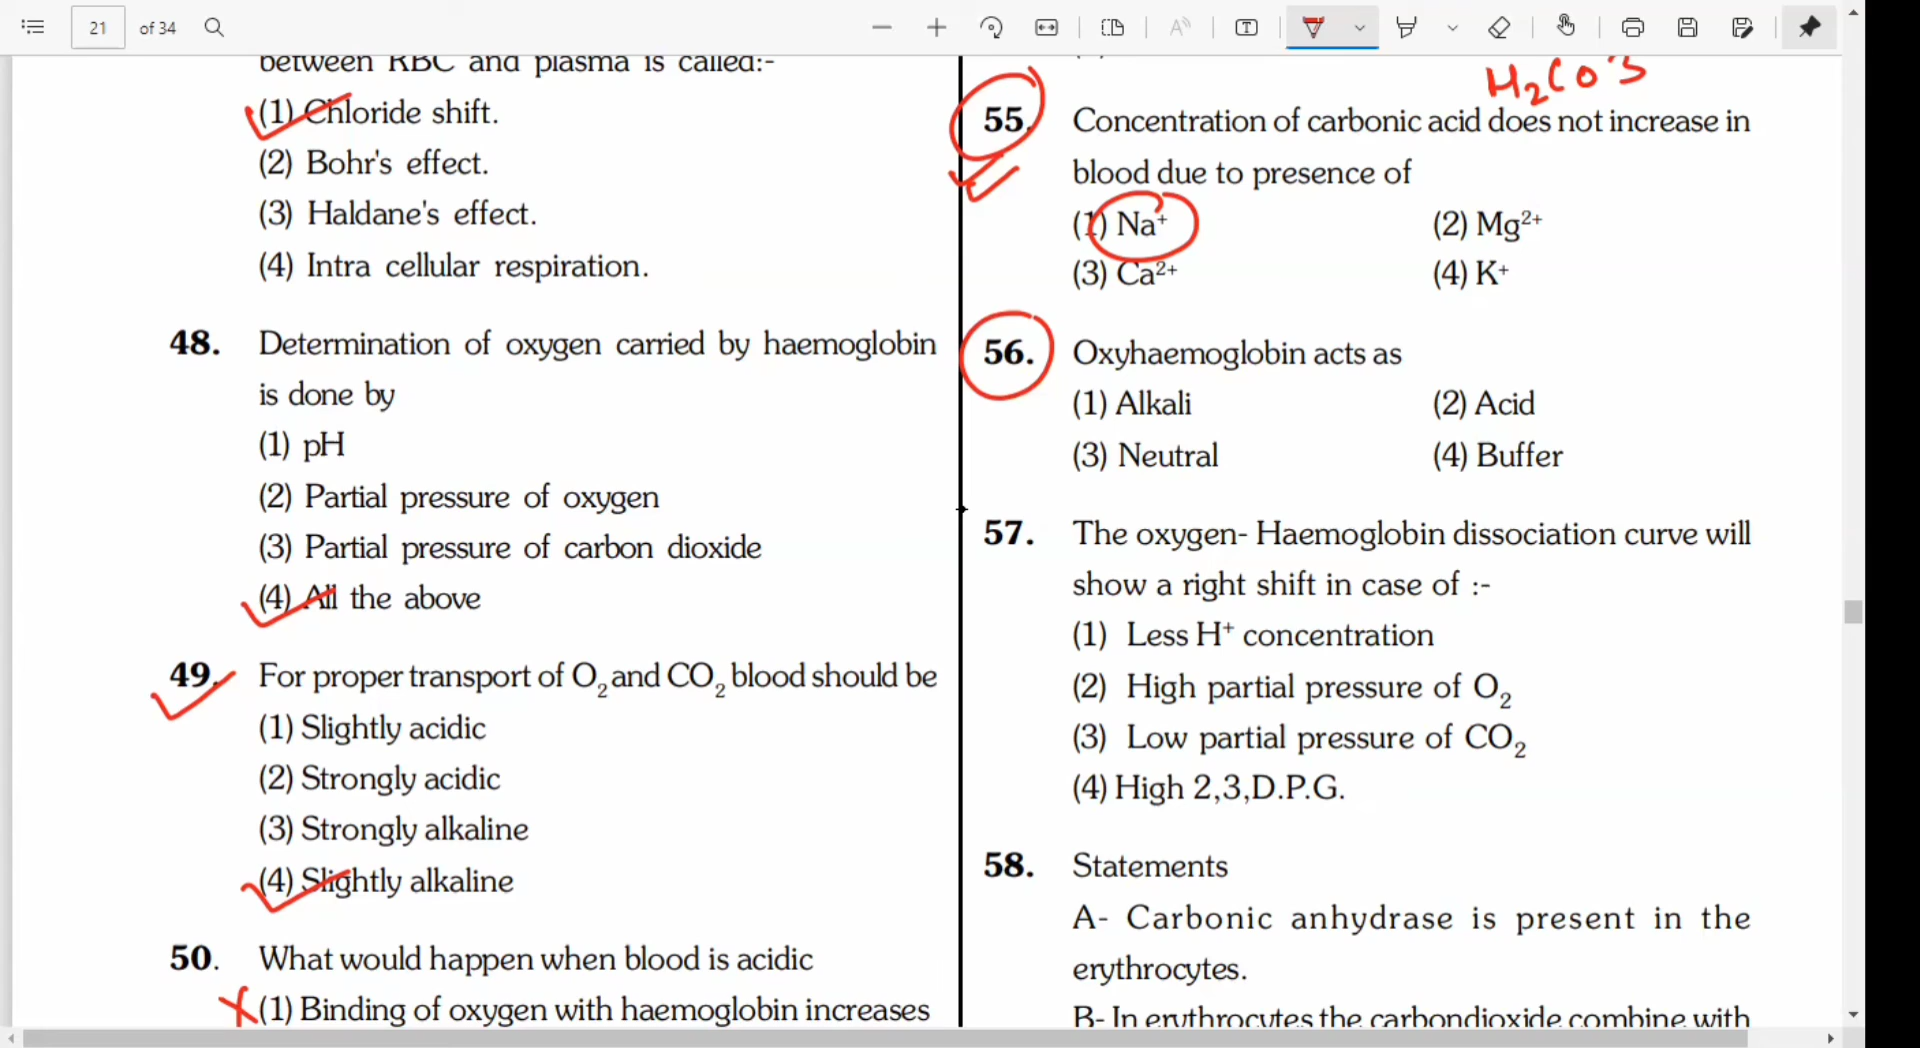 21 of 34
between RBC and plasma is called:-
(1) Chloride shift.
(2) Bohr's effect.
(3) Haldane's effect.
(4) Intra cellular respiration.
48. Determination of oxygen carried by haemoglobin
is done by
(1) pH
(2) Partial pressure of oxygen
(3) Partial pressure of carbon dioxide
(4) All the above
49. For proper transport of O₂ and CO₂ blood should be
(1) Slightly acidic
(2) Strongly acidic
(3) Strongly alkaline
(4) Slightly alkaline
50. What would happen when blood is acidic
(1) Binding of oxygen with haemoglobin increases
H₂CO3
55. Concentration of carbonic acid does not increase in
blood due to presence of
(1) Na⁺ (2) Mg²⁺
(3) Ca²⁺ (4) K⁺
56. Oxyhaemoglobin acts as
(1) Alkali (2) Acid
(3) Neutral (4) Buffer
57. The oxygen- Haemoglobin dissociation curve will
show a right shift in case of :-
(1) Less H⁺ concentration
(2) High partial pressure of O₂
(3) Low partial pressure of CO₂
(4) High 2,3,D.P.G.
58. Statements
A- Carbonic anhydrase is present in the
erythrocytes.
B- In erythrocytes the carbondioxide combine with